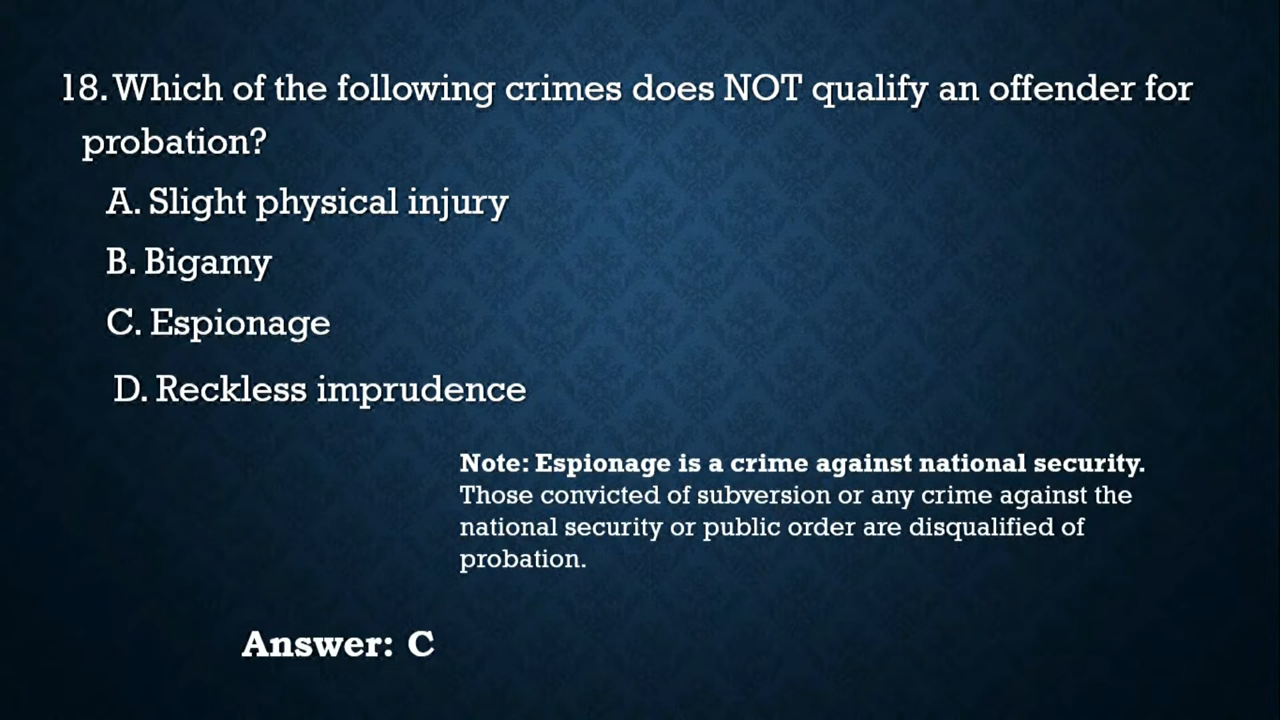 18. Which of the following crimes does NOT qualify an offender for
probation?
A. Slight physical injury
B. Bigamy
C. Espionage
D. Reckless imprudence
Note: Espionage is a crime against national security.
Those convicted of subversion or any crime against the
national security or public order are disqualified of
probation.
Answer: C